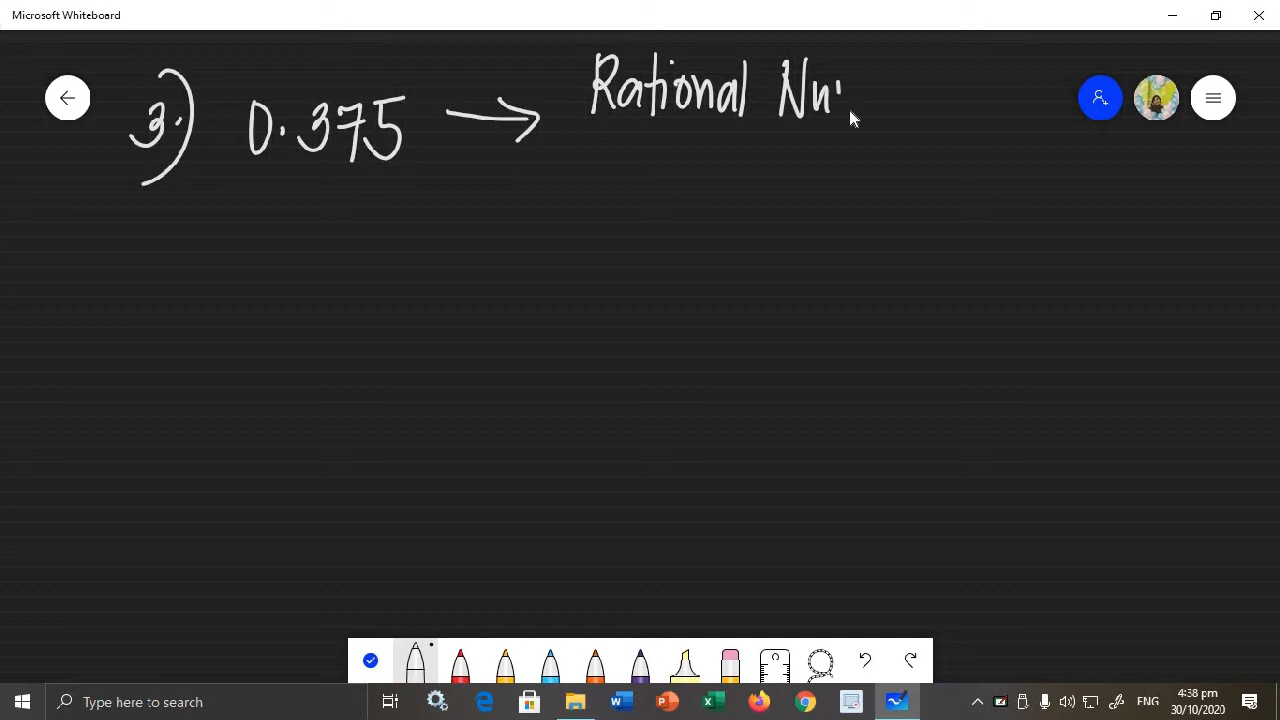 Microsoft Whiteboard
3.) 0.375 → Rational Nu
Type here to search
ENG
4:38 pm
30/10/2020